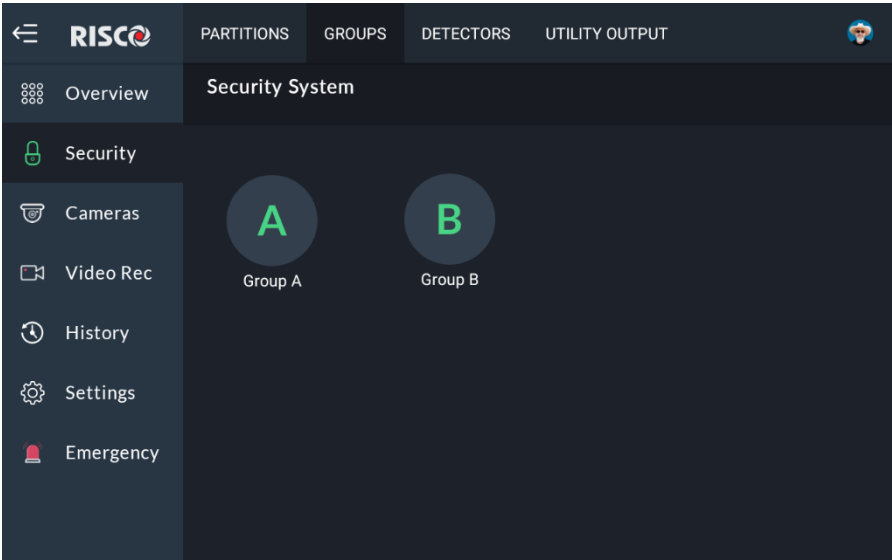 RISCO
PARTITIONS GROUPS DETECTORS UTILITY OUTPUT
Overview
Security
Cameras
Video Rec
History
Settings
Emergency
Security System
A
B
Group A
Group B